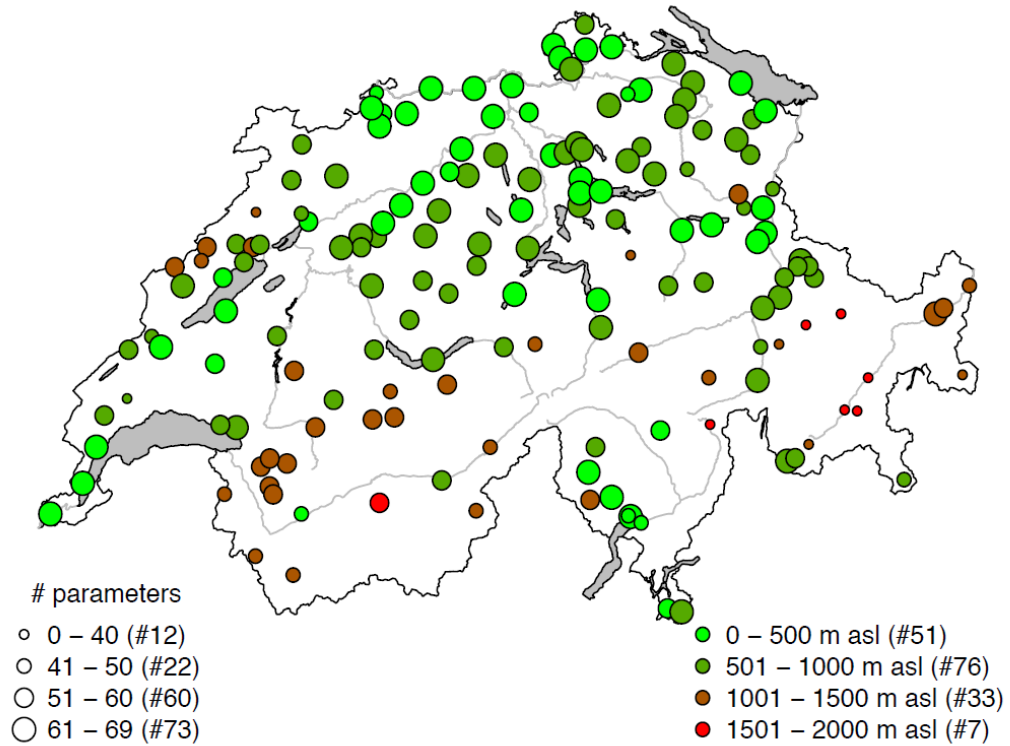 # parameters
0 – 40 (#12)
41 – 50 (#22)
51 – 60 (#60)
61 – 69 (#73)
0 – 500 m asl (#51)
501 – 1000 m asl (#76)
1001 – 1500 m asl (#33)
1501 – 2000 m asl (#7)